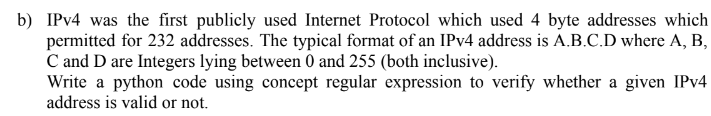 b) IPv4 was the first publicly used Internet Protocol which used 4 byte addresses which
permitted for 232 addresses. The typical format of an IPv4 address is A.B.C.D where A, B,
C and D are Integers lying between 0 and 255 (both inclusive).
Write a python code using concept regular expression to verify whether a given IPv4
address is valid or not.